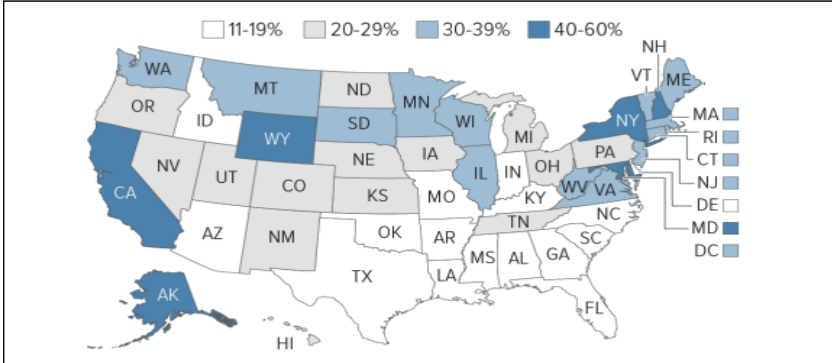 11-19% 20-29% 30-39% 40-60%
NH
WA VT ME
MT ND
OR MN MA
ID WI NY
SD RI
WY MI
CT
IA PA
NE NJ
NV OH
IL IN DE
UT CO WV VA
CA MD
KS MO KY
DC
NC
TN
AZ NM OK AR SC
MS AL GA
TX LA
AK FL
HI